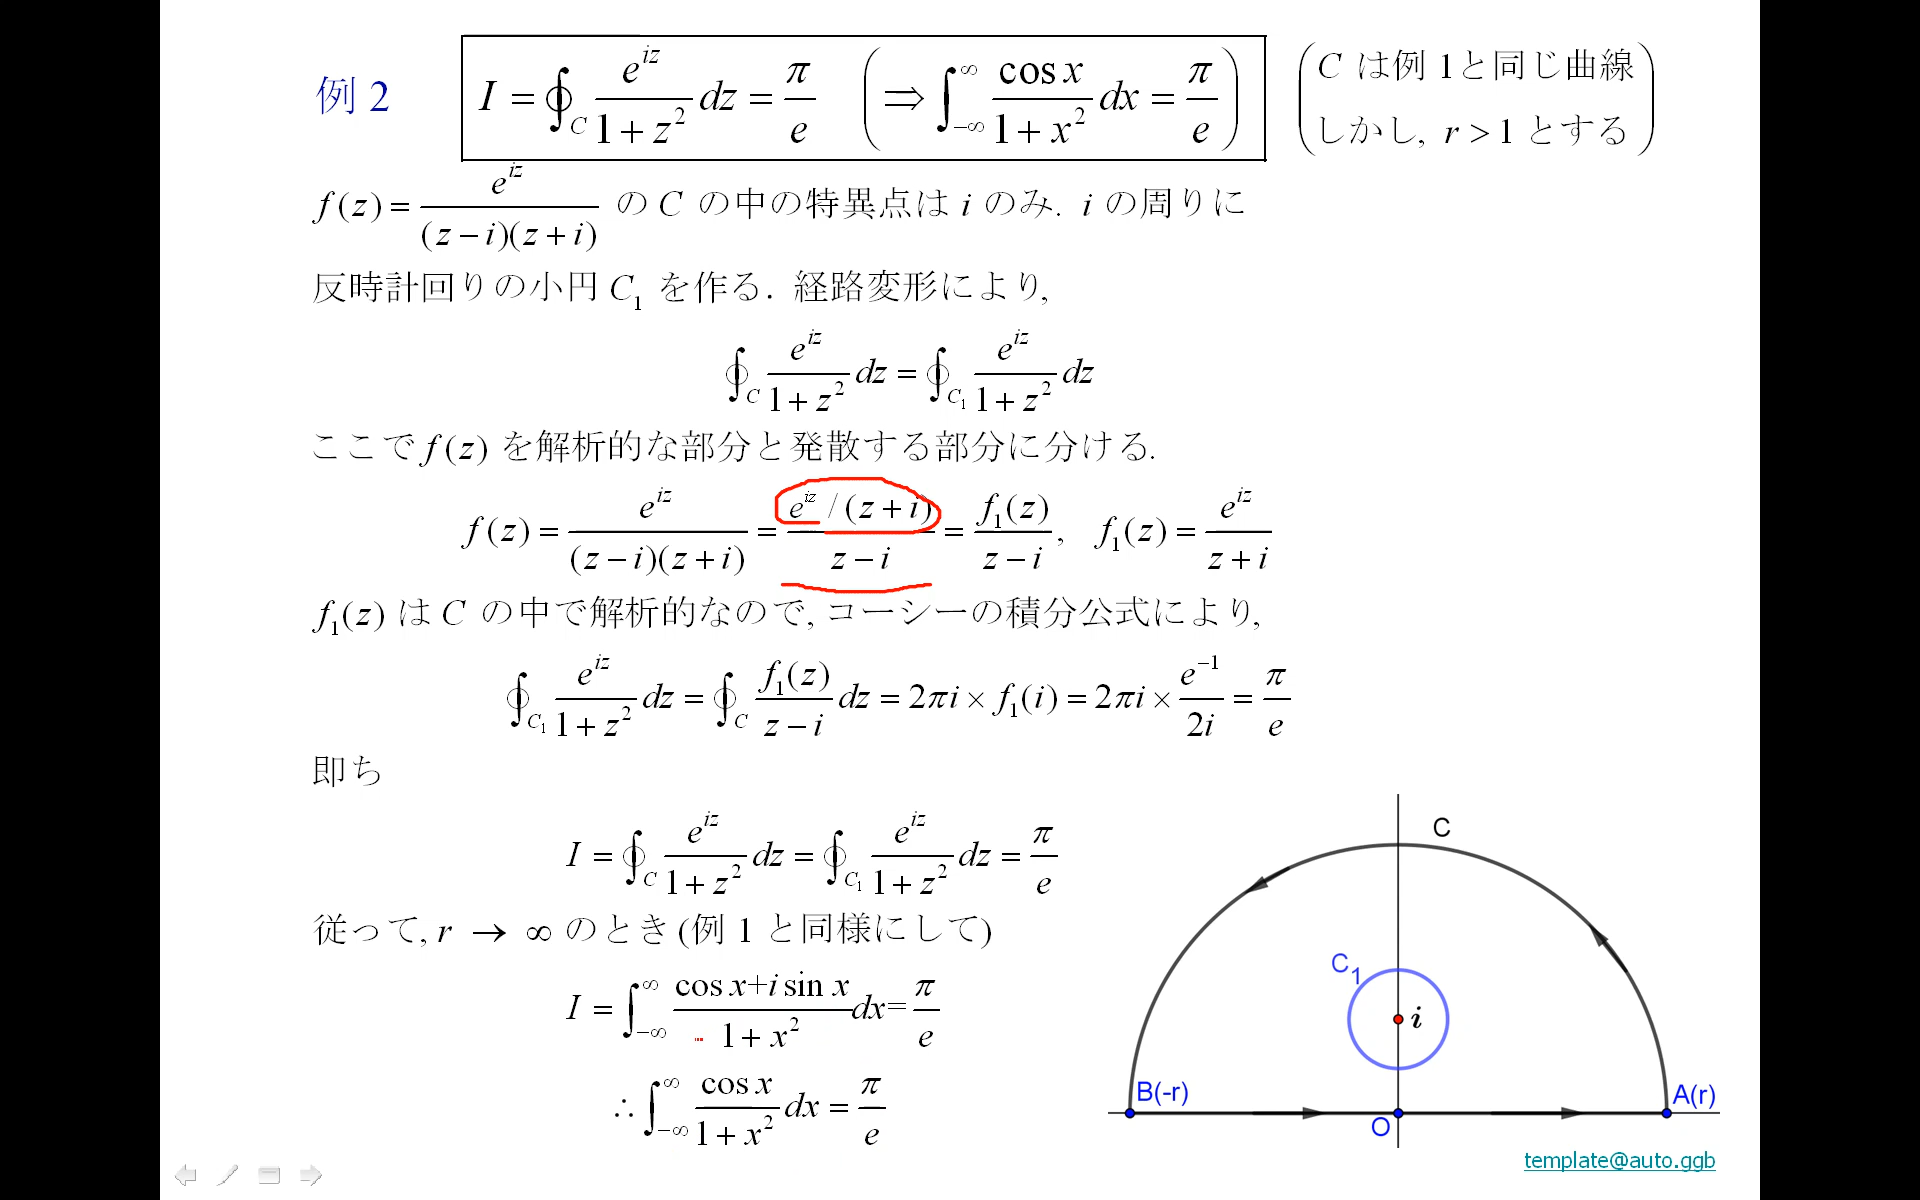 例 2 I = ∮_C e^{iz}/(1+z^2) dz = π/e (⇒ ∫_{-∞}^{∞} cos x/(1+x^2) dx = π/e) (C は例 1と同じ曲線
しかし, r > 1 とする)
f(z) = e^{iz}/((z−i)(z+i)) の C の中の特異点は i のみ. i の周りに
反時計回りの小円 C_1 を作る. 経路変形により,
∮_C e^{iz}/(1+z^2) dz = ∮_{C_1} e^{iz}/(1+z^2) dz
ここで f(z) を解析的な部分と発散する部分に分ける.
f(z) = e^{iz}/((z−i)(z+i)) = (e^{iz}/(z+i))/(z−i) = f_1(z)/(z−i), f_1(z) = e^{iz}/(z+i)
f_1(z) は C の中で解析的なので, コーシーの積分公式により,
∮_{C_1} e^{iz}/(1+z^2) dz = ∮_C f_1(z)/(z−i) dz = 2πi × f_1(i) = 2πi × e^{−1}/(2i) = π/e
即ち
I = ∮_C e^{iz}/(1+z^2) dz = ∮_{C_1} e^{iz}/(1+z^2) dz = π/e
従って, r → ∞ のとき (例 1 と同様にして)
I = ∫_{-∞}^{∞} (cos x+i sin x)/(1+x^2) dx= π/e
∴ ∫_{-∞}^{∞} cos x/(1+x^2) dx = π/e
C
C_1
i
B(-r)
A(r)
O
template@auto.ggb